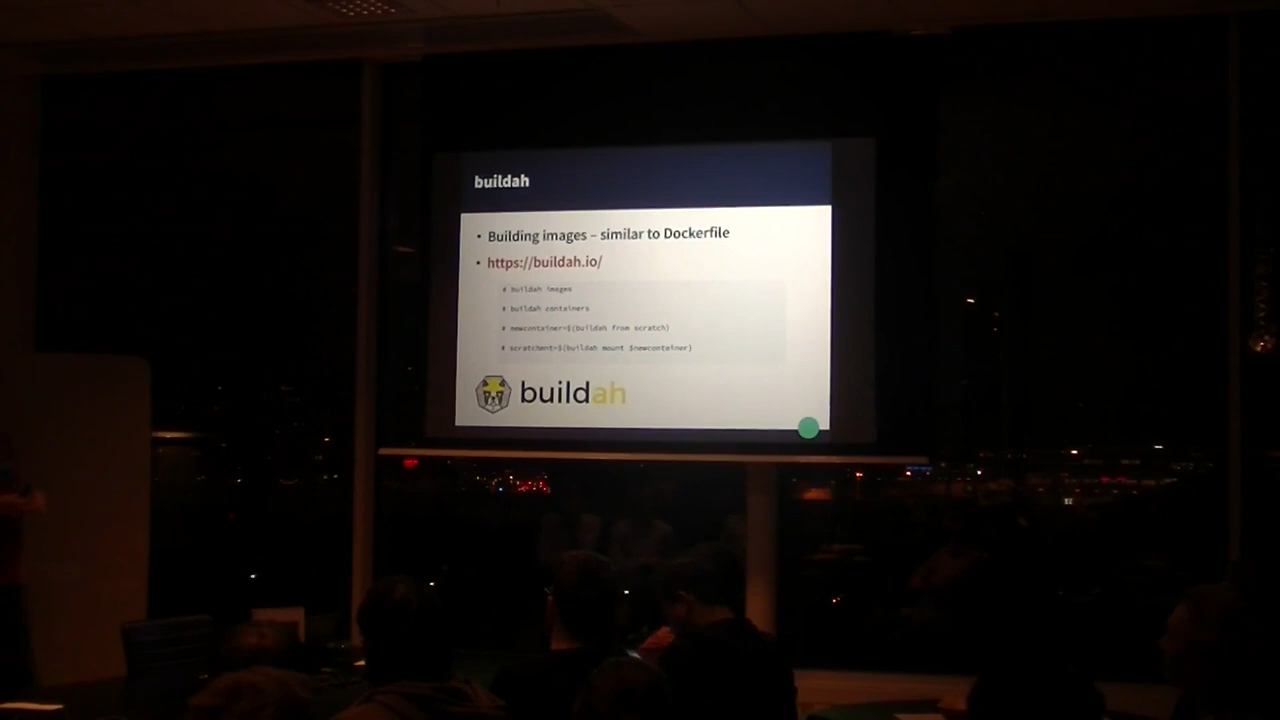 buildah
• Building images – similar to Dockerfile
• https://buildah.io/
# buildah images
# buildah containers
# newcontainer=$(buildah from scratch)
# scratchmnt=$(buildah mount $newcontainer)
buildah